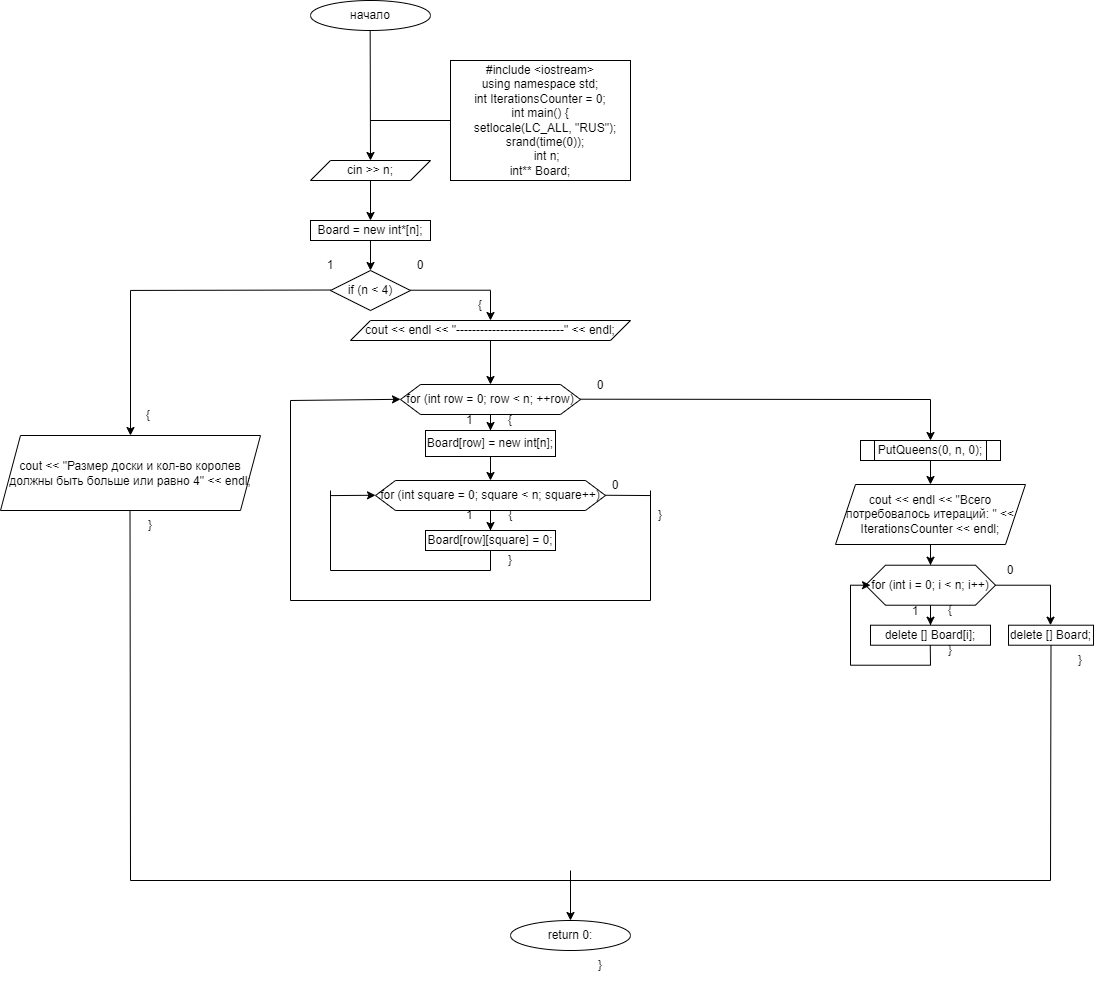 начало
#include <iostream>
using namespace std;
int IterationsCounter = 0;
int main() {
setlocale(LC_ALL, "RUS");
srand(time(0));
int n;
int** Board;
cin >> n;
Board = new int*[n];
1
0
if (n < 4)
{
cout << endl << "---------------------------" << endl;
for (int row = 0; row < n; ++row)
0
1
{
Board[row] = new int[n];
for (int square = 0; square < n; square++)
0
1
{
}
Board[row][square] = 0;
}
{
cout << "Размер доски и кол-во королев
должны быть больше или равно 4" << endl;
}
PutQueens(0, n, 0);
cout << endl << "Всего
потребовалось итераций: " <<
IterationsCounter << endl;
for (int i = 0; i < n; i++)
0
1
{
delete [] Board[i];
}
delete [] Board;
}
return 0:
}